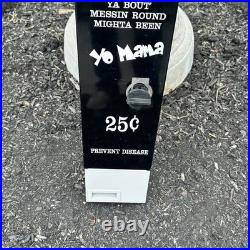 YA BOUT
MESSIN ROUND
MIGHTA BEEN
Yo MaMa
25¢
PREVENT DISEASE